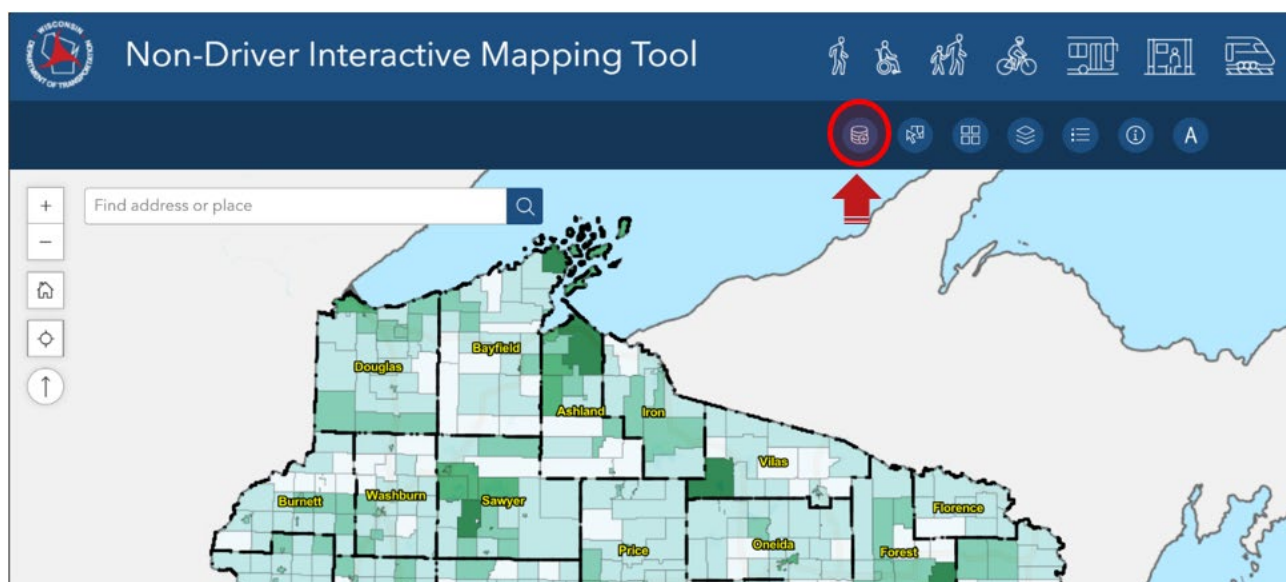 WISCONSIN
DEPARTMENT OF TRANSPORTATION
Non-Driver Interactive Mapping Tool
A
Find address or place
Douglas
Bayfield
Ashland
Iron
Vilas
Burnett
Washburn
Sawyer
Florence
Price
Oneida
Forest